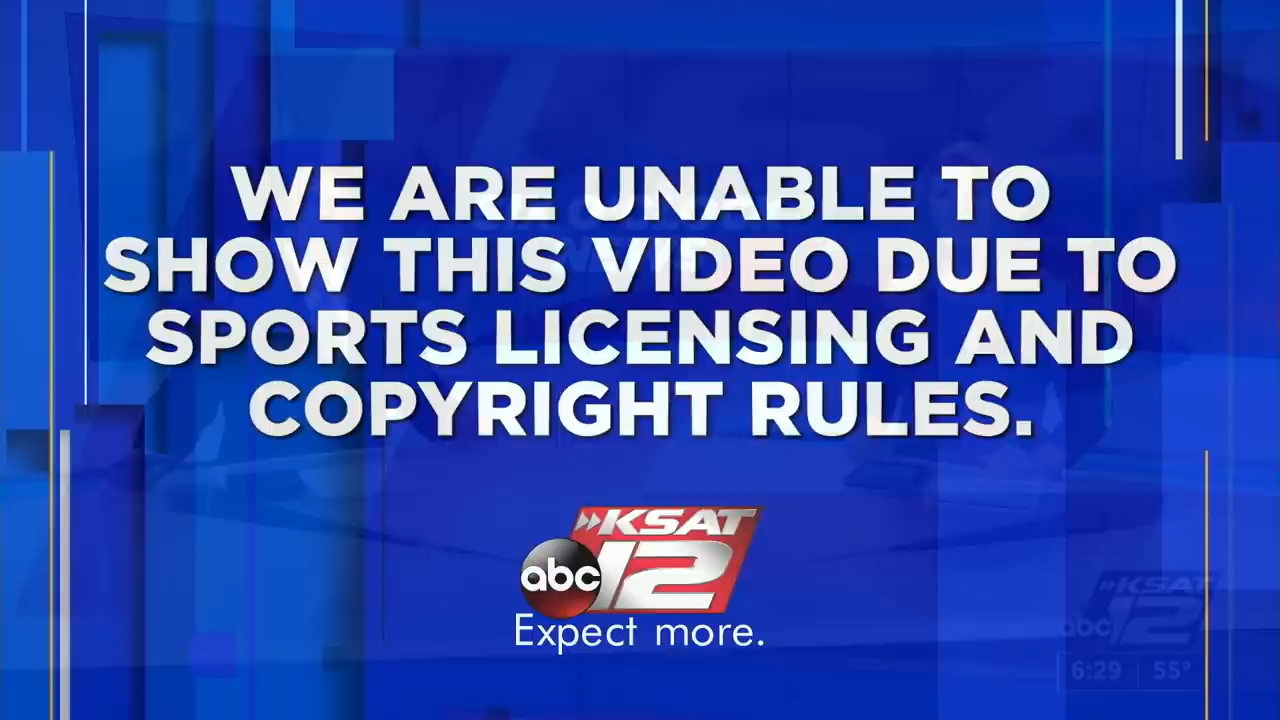 WE ARE UNABLE TO
SHOW THIS VIDEO DUE TO
SPORTS LICENSING AND
COPYRIGHT RULES.
KSAT
abc 12
Expect more.
KSAT
abc 12
6:29 55°